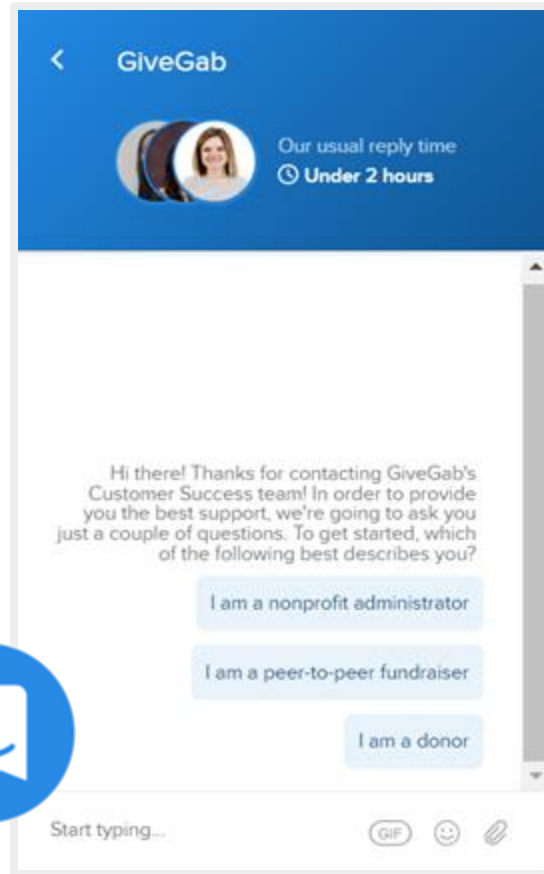 GiveGab
Our usual reply time
Under 2 hours
Hi there! Thanks for contacting GiveGab's
Customer Success team! In order to provide
you the best support, we're going to ask you
just a couple of questions. To get started, which
of the following best describes you?
I am a nonprofit administrator
I am a peer-to-peer fundraiser
I am a donor
Start typing...
GIF